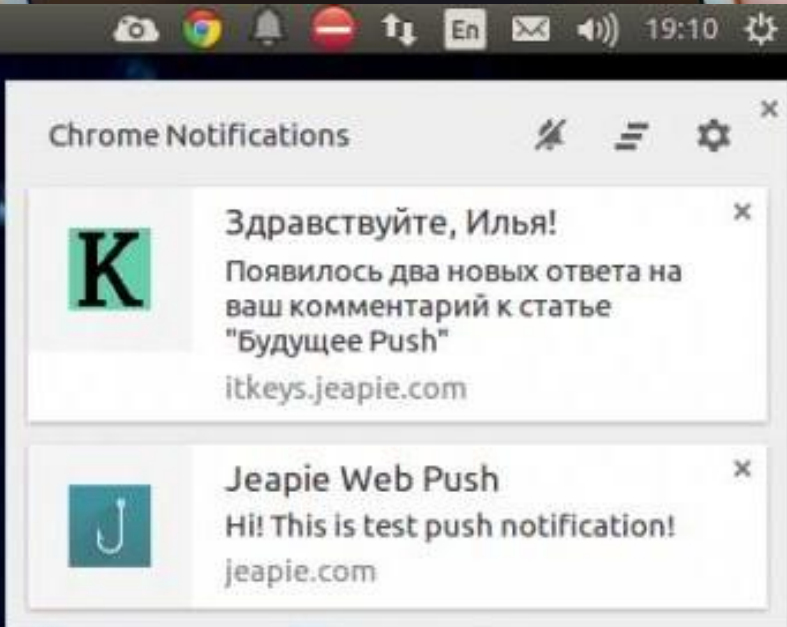 En 19:10
Chrome Notifications
K
Здравствуйте, Илья!
Появилось два новых ответа на
ваш комментарий к статье
"Будущее Push"
itkeys.jeapie.com
Jeapie Web Push
Hi! This is test push notification!
jeapie.com